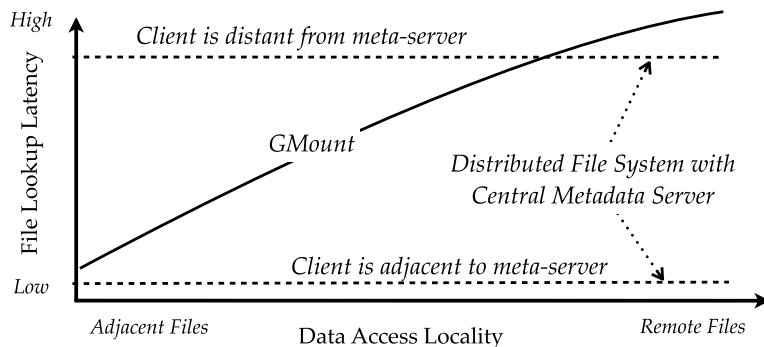 High
Client is distant from meta-server
File Lookup Latency
GMount
Distributed File System with
Central Metadata Server
Client is adjacent to meta-server
Low
Adjacent Files
Data Access Locality
Remote Files